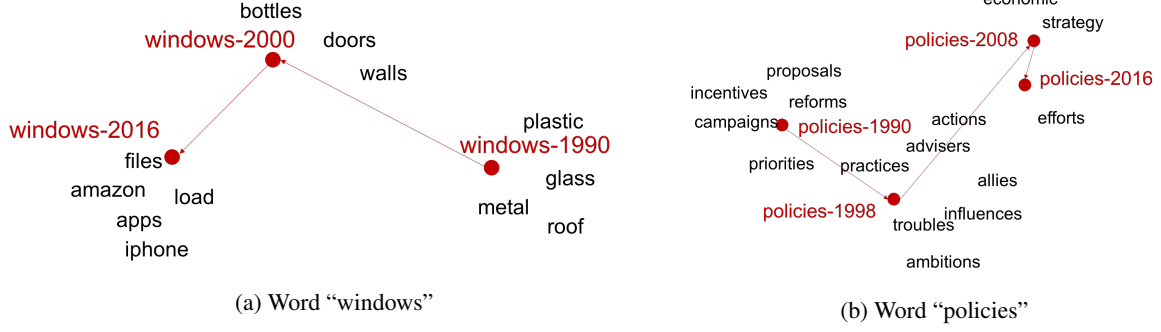 bottles
windows-2000
doors
walls
windows-2016
files
amazon
load
apps
iphone
plastic
windows-1990
glass
metal
roof
(a) Word “windows”
economic
strategy
policies-2008
policies-2016
proposals
incentives
reforms
campaigns
policies-1990
actions
efforts
advisers
priorities
practices
allies
policies-1998
influences
troubles
ambitions
(b) Word “policies”